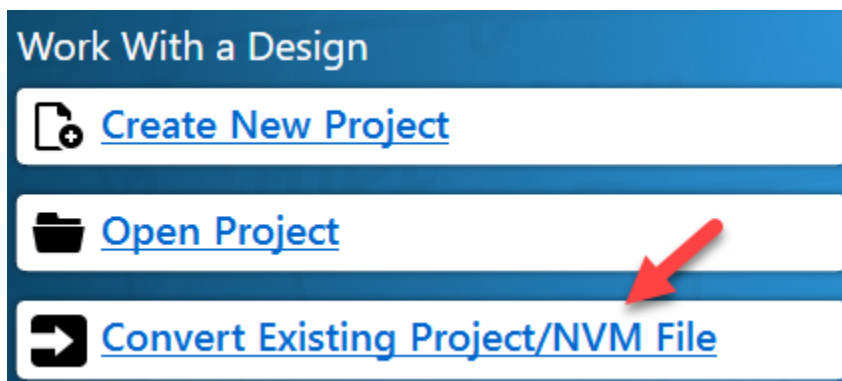 Work With a Design
Create New Project
Open Project
Convert Existing Project/NVM File